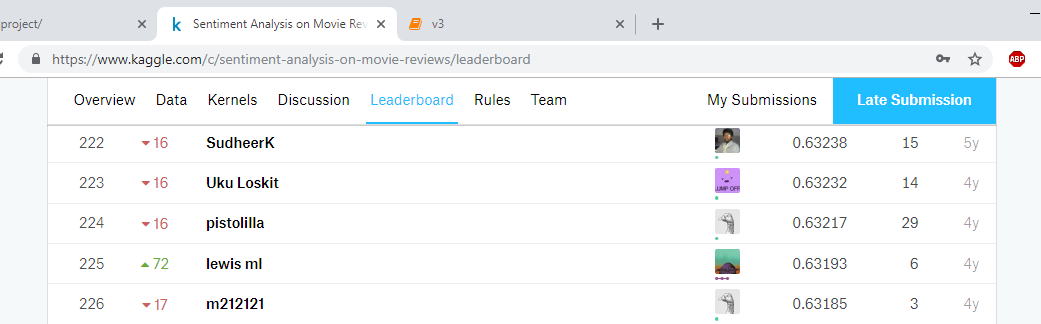 project/ Sentiment Analysis on Movie Rev v3
https://www.kaggle.com/c/sentiment-analysis-on-movie-reviews/leaderboard ABP
Overview Data Kernels Discussion Leaderboard Rules Team My Submissions Late Submission
222 16 SudheerK 0.63238 15 5y
223 16 Uku Loskit JUMP OFF 0.63232 14 4y
224 16 pistolilla 0.63217 29 4y
225 72 lewis ml 0.63193 6 4y
226 17 m212121 0.63185 3 4y